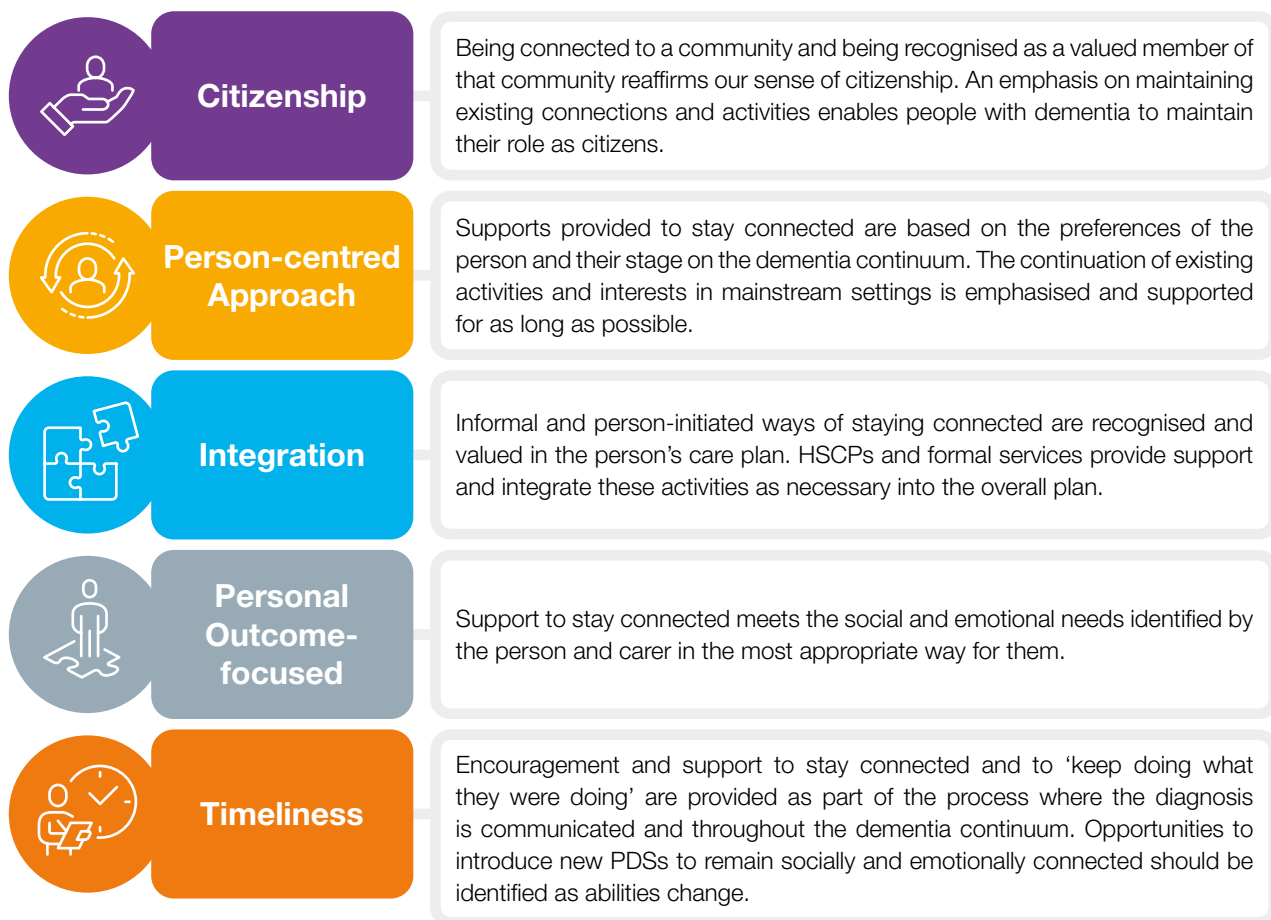 Citizenship
Being connected to a community and being recognised as a valued member of
that community reaffirms our sense of citizenship. An emphasis on maintaining
existing connections and activities enables people with dementia to maintain
their role as citizens.
Person-centred
Approach
Supports provided to stay connected are based on the preferences of the
person and their stage on the dementia continuum. The continuation of existing
activities and interests in mainstream settings is emphasised and supported
for as long as possible.
Integration
Informal and person-initiated ways of staying connected are recognised and
valued in the person’s care plan. HSCPs and formal services provide support
and integrate these activities as necessary into the overall plan.
Personal
Outcome-
focused
Support to stay connected meets the social and emotional needs identified by
the person and carer in the most appropriate way for them.
Timeliness
Encouragement and support to stay connected and to ‘keep doing what
they were doing’ are provided as part of the process where the diagnosis
is communicated and throughout the dementia continuum. Opportunities to
introduce new PDSs to remain socially and emotionally connected should be
identified as abilities change.